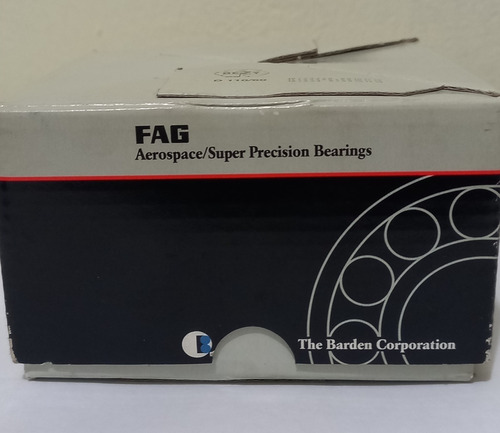 FAG
Aerospace/Super Precision Bearings
B
The Barden Corporation